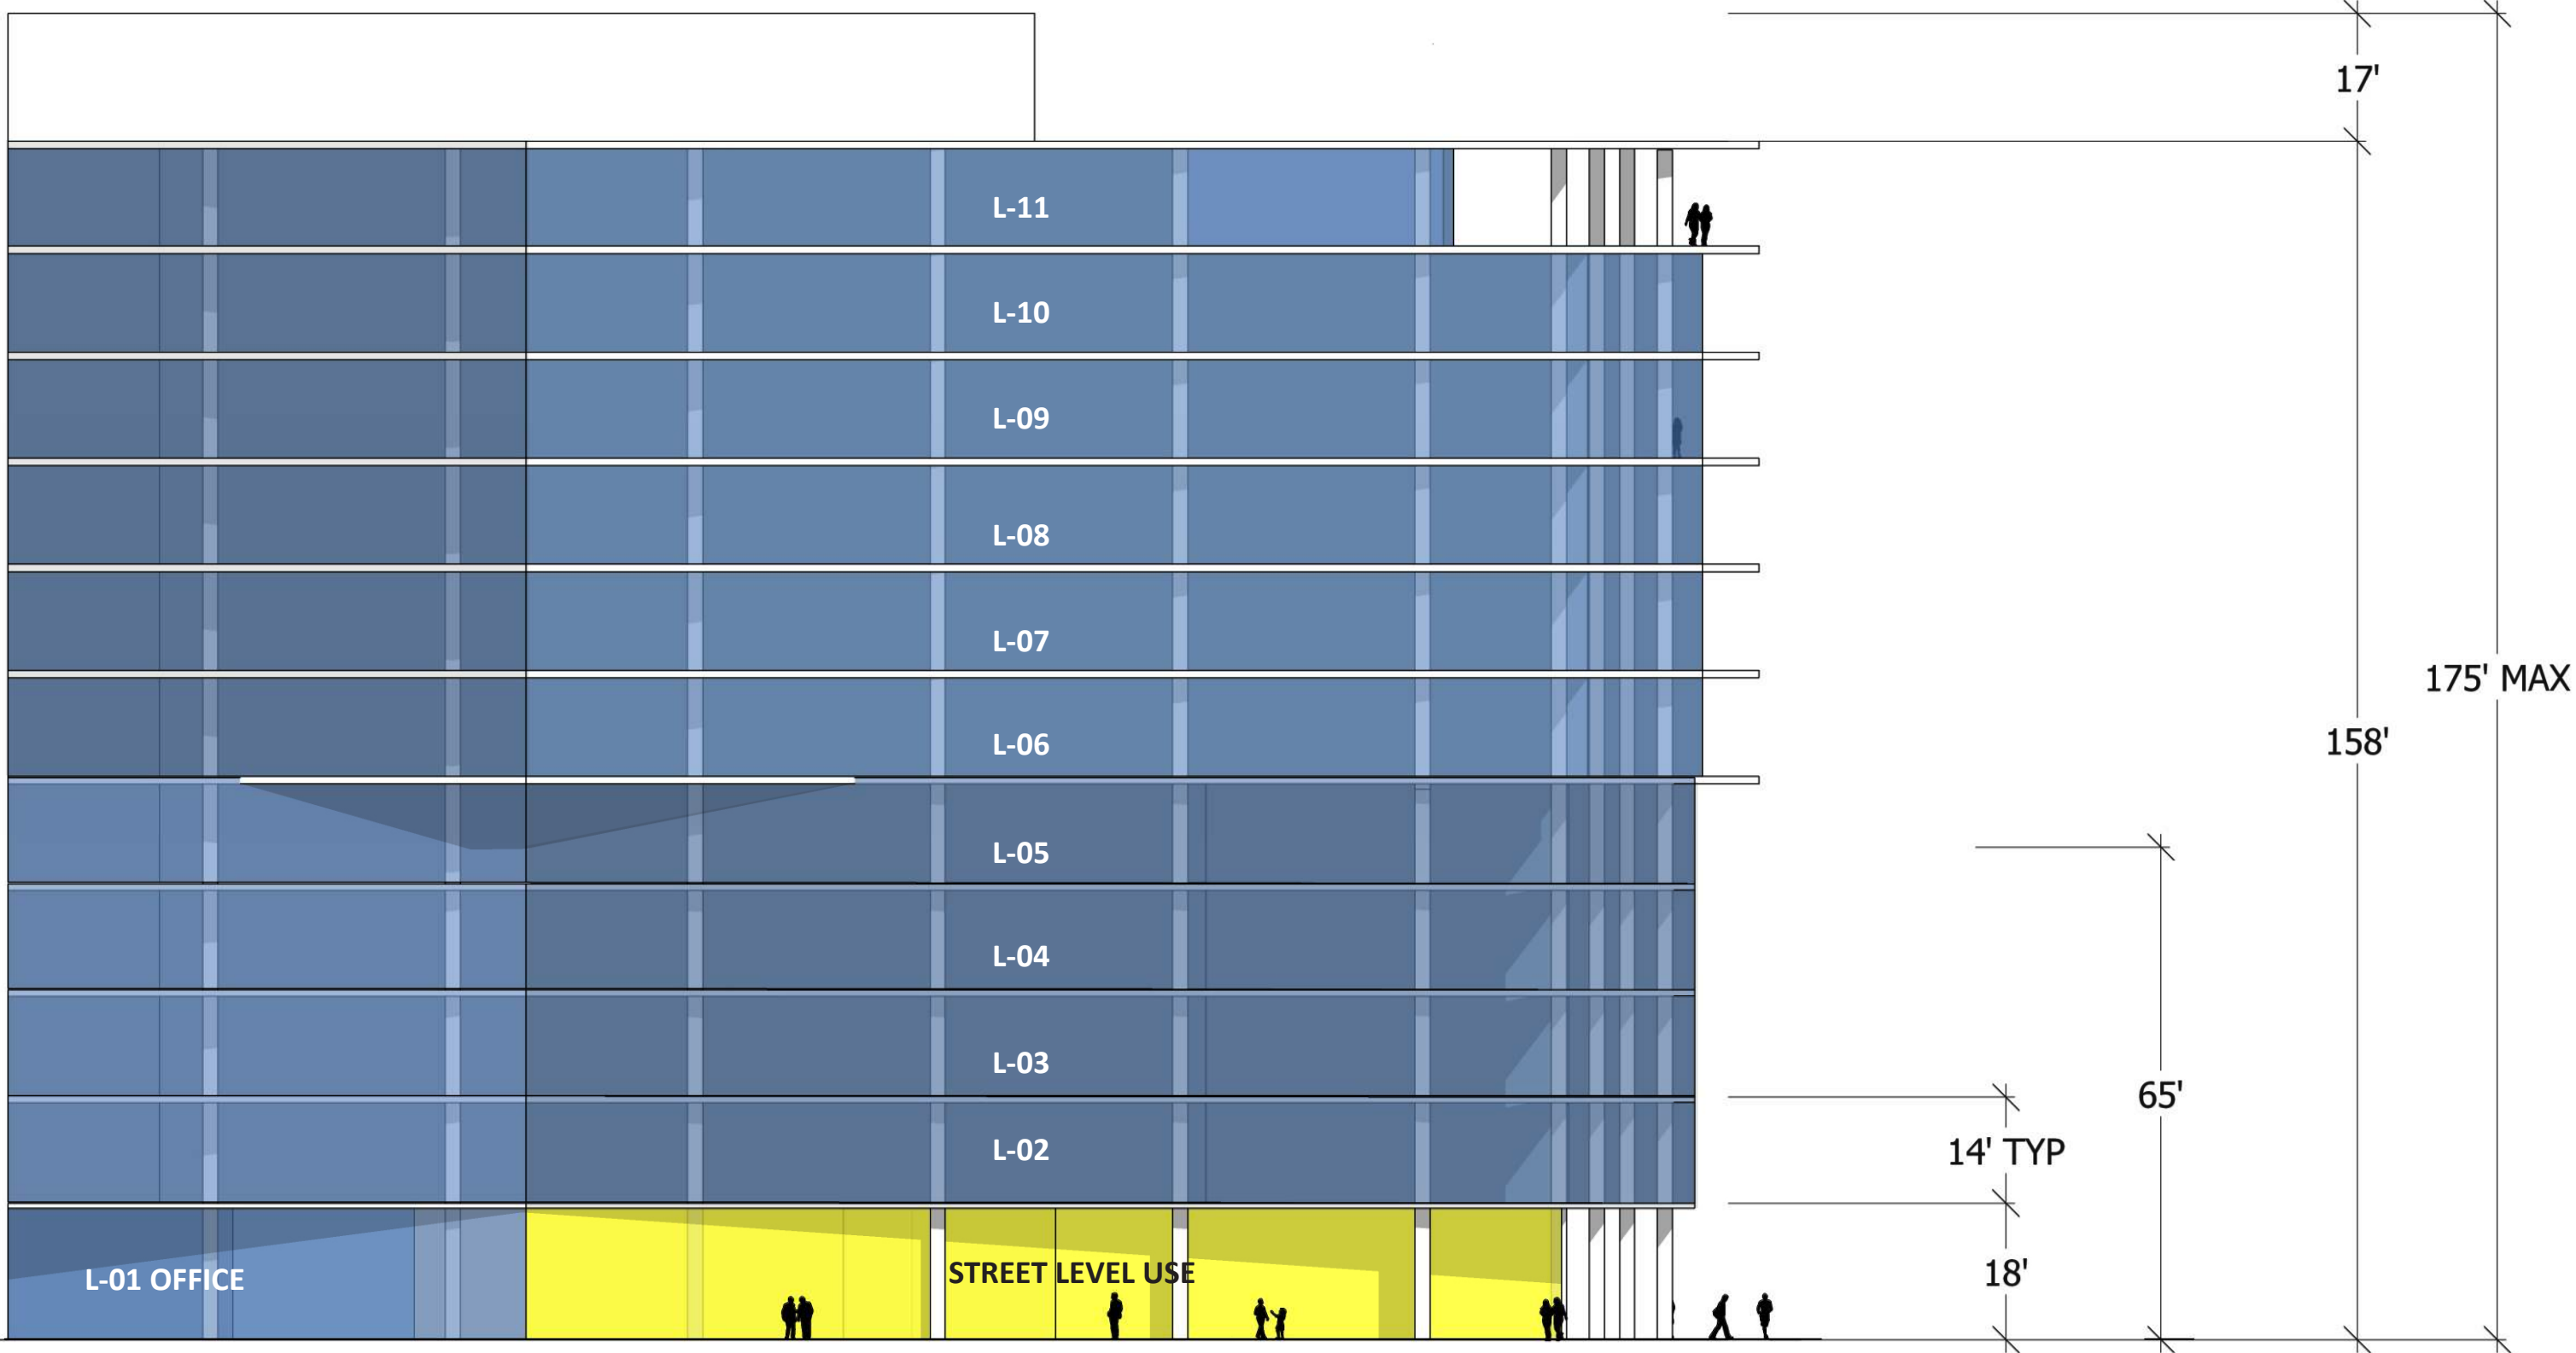 17'
L-11
L-10
L-09
L-08
L-07
175' MAX
L-06
158'
L-05
L-04
L-03
65'
L-02
14' TYP
L-01 OFFICE
STREET LEVEL USE
18'